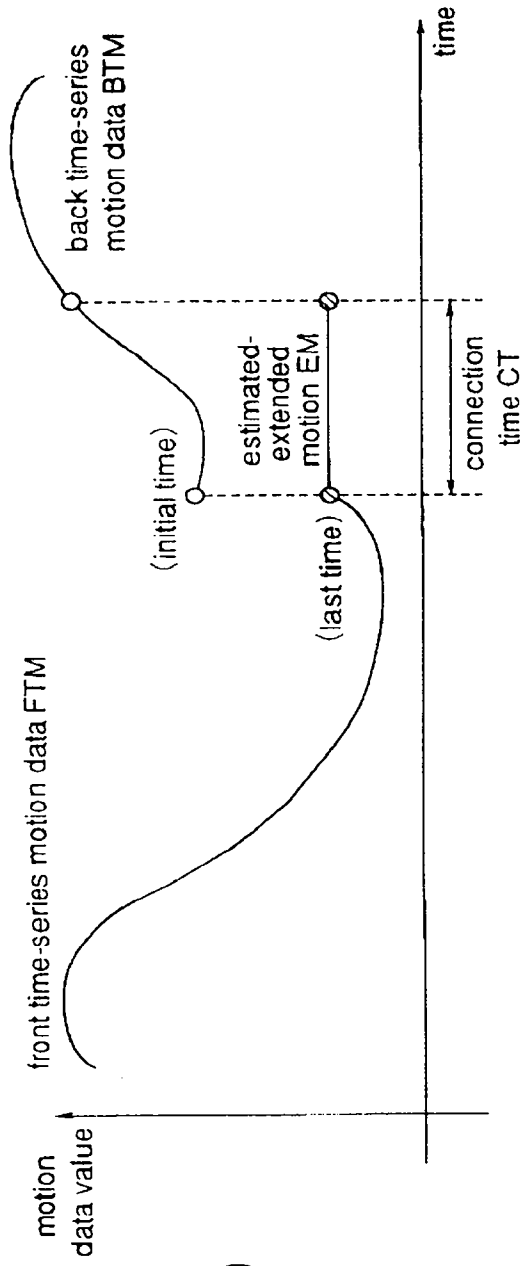 motion
data value
front time-series motion data FTM
(initial time)
(last time)
estimated-
extended
motion EM
back time-series
motion data BTM
connection
time CT
time